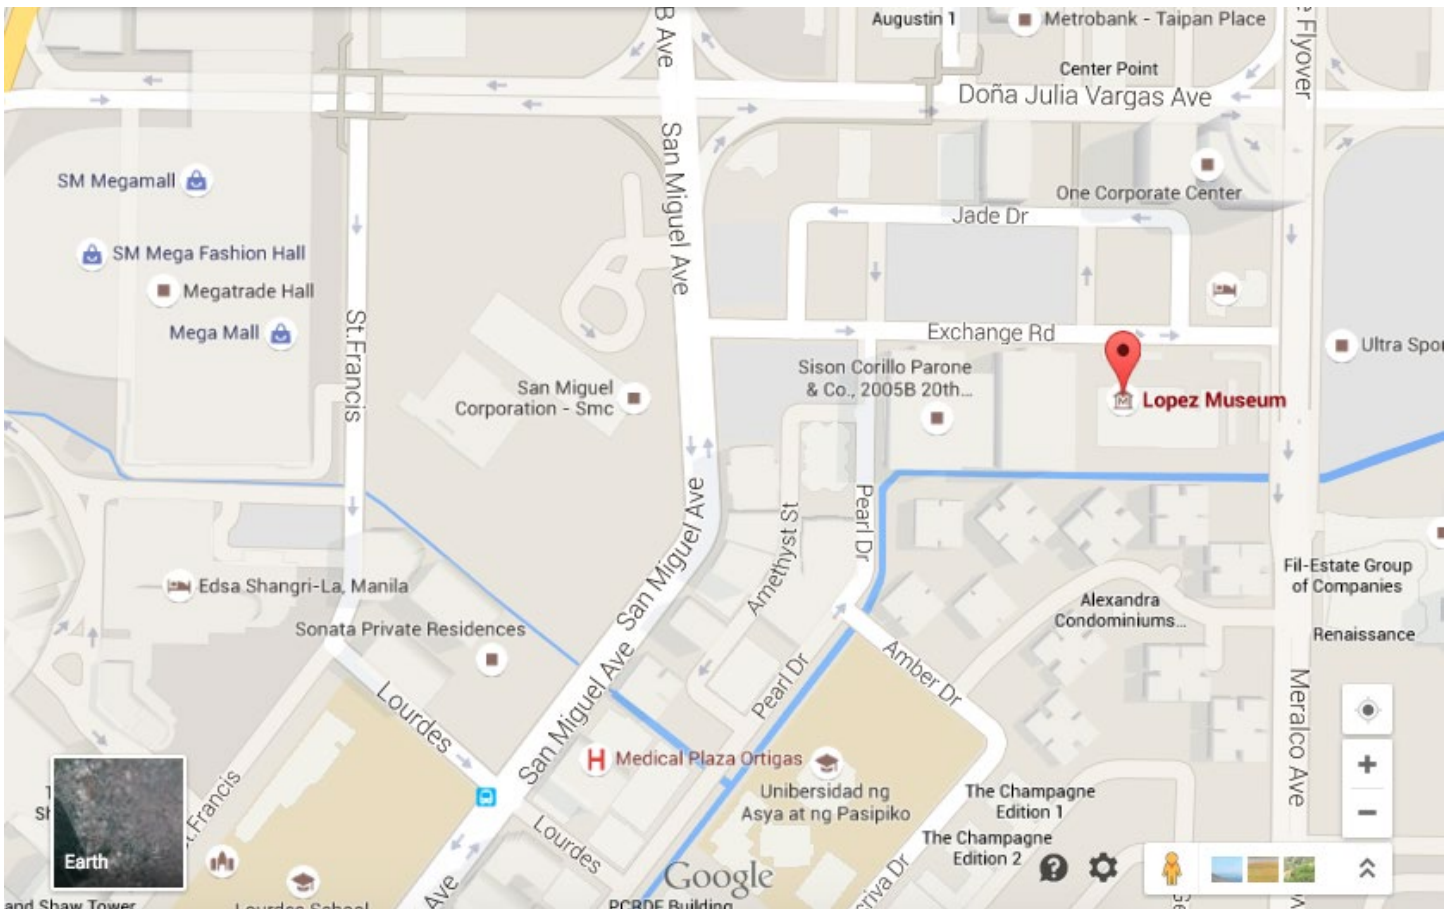 Augustin 1
Metrobank - Taipan Place
B Ave
e Flyover
Center Point
Doña Julia Vargas Ave
San Miguel Ave
SM Megamall
One Corporate Center
Jade Dr
SM Mega Fashion Hall
Megatrade Hall
Mega Mall
St.Francis
Exchange Rd
Ultra Spor
Sison Corillo Parone
& Co., 2005B 20th...
San Miguel
Corporation - Smc
Lopez Museum
San Miguel Ave
Amethyst St
Pearl Dr
Edsa Shangri-La, Manila
Fil-Estate Group
of Companies
Alexandra
Condominiums...
Sonata Private Residences
Renaissance
San Miguel Ave
Amber Dr
Pearl Dr
Lourdes
Meralco Ave
Medical Plaza Ortigas
Unibersidad ng
Asya at ng Pasipiko
The Champagne
Edition 1
The Champagne
Edition 2
St.Francis
Lourdes
Earth
Google
criva Dr
Ave
and Shaw Tower
Lourdes School
PCRDF Building